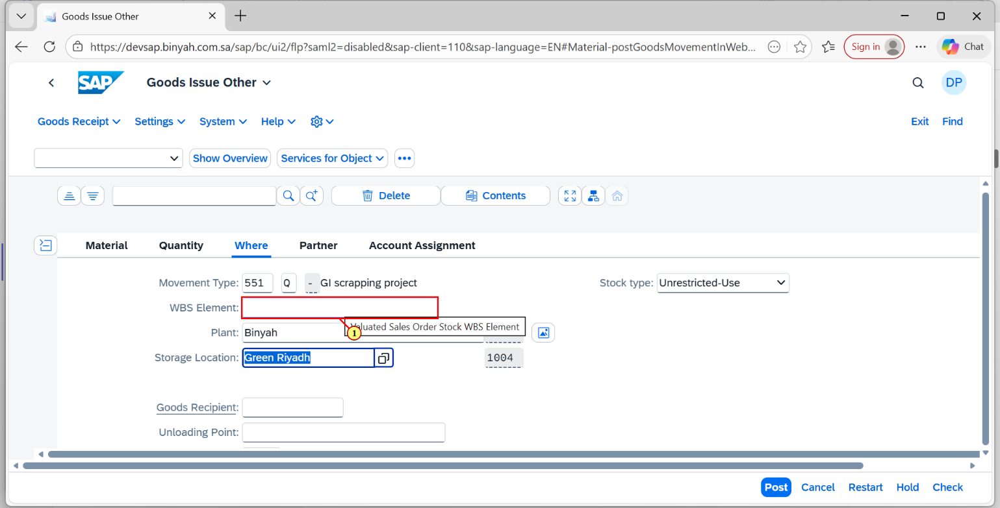 Goods Issue Other
https://devsap.binyah.com.sa/sap/bc/ui2/flp?saml2=disabled&sap-client=110&sap-language=EN#Material-postGoodsMovementInWeb...
Sign in
Chat
SAP
Goods Issue Other
DP
Goods Receipt
Settings
System
Help
Exit
Find
Show Overview
Services for Object
Delete
Contents
Material
Quantity
Where
Partner
Account Assignment
Movement Type: 551 Q - GI scrapping project
Stock type: Unrestricted-Use
WBS Element:
Valuated Sales Order Stock WBS Element
1
Plant: Binyah
Storage Location: Green Riyadh 1004
Goods Recipient:
Unloading Point:
Post
Cancel
Restart
Hold
Check